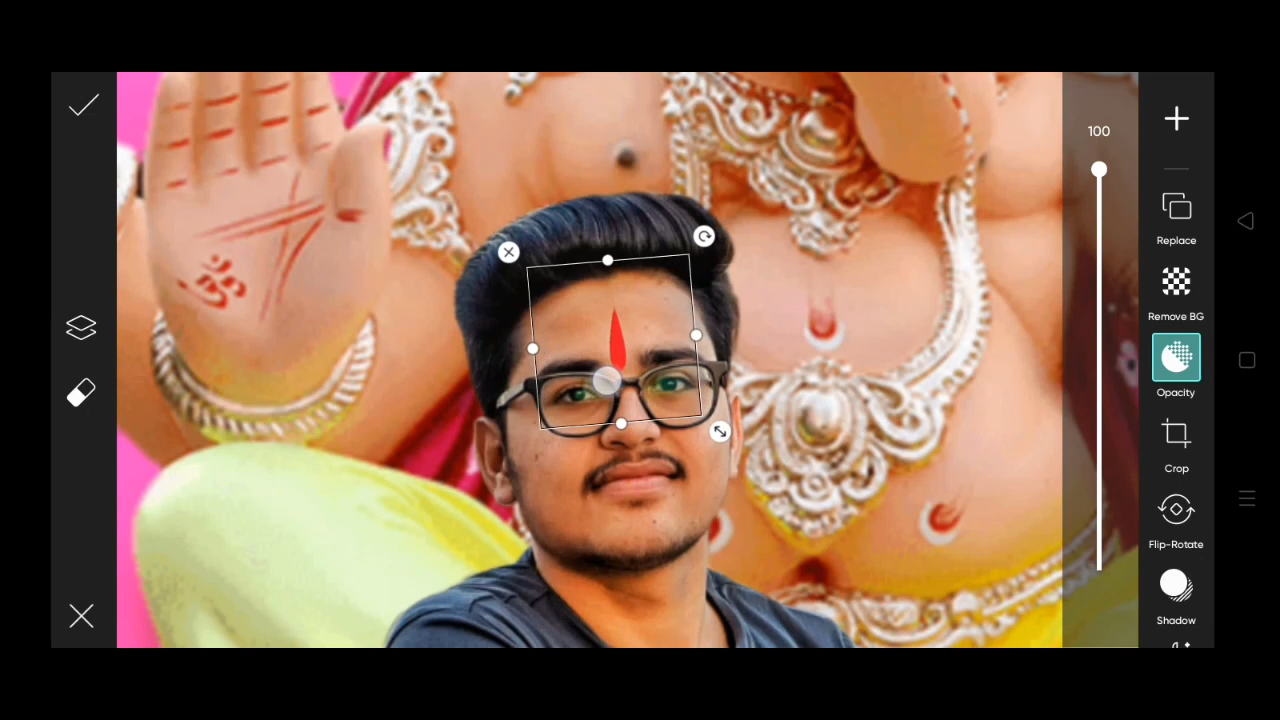 100
Replace
Remove BG
Opacity
Crop
Flip-Rotate
Shadow
ॐ